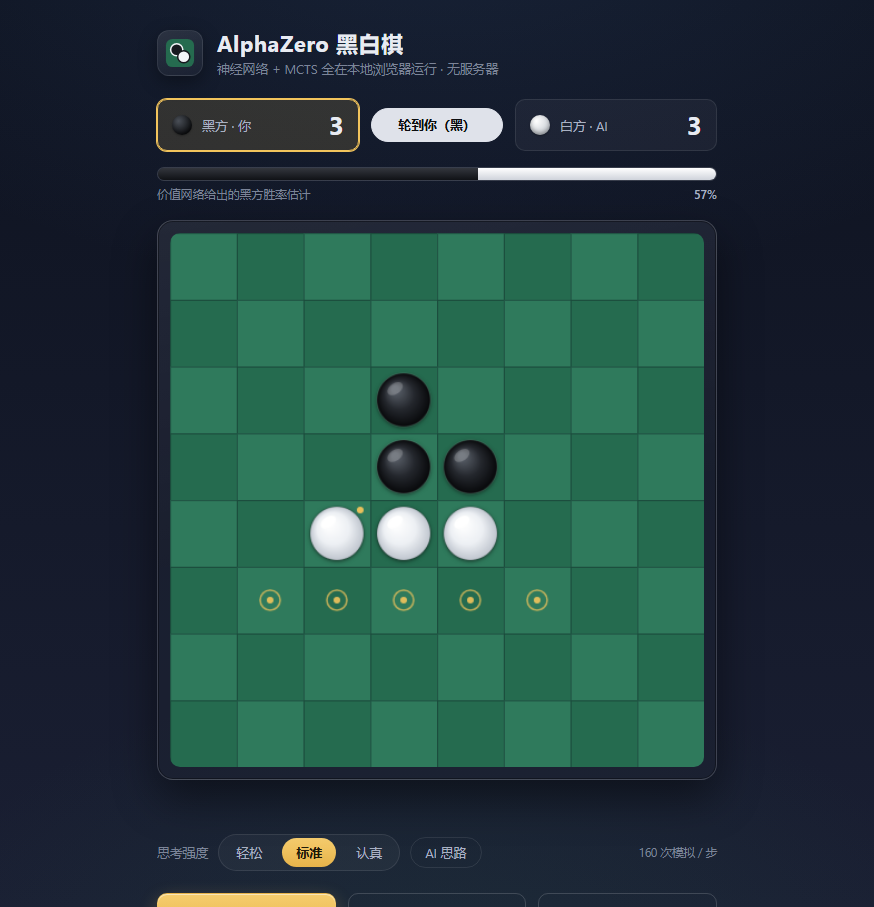 AlphaZero 黑白棋
神经网络 + MCTS 全在本地浏览器运行 · 无服务器
黑方 · 你 3
轮到你（黑）
白方 · AI 3
价值网络给出的黑方胜率估计 57%
思考强度 轻松 标准 认真 AI 思路 160 次模拟 / 步